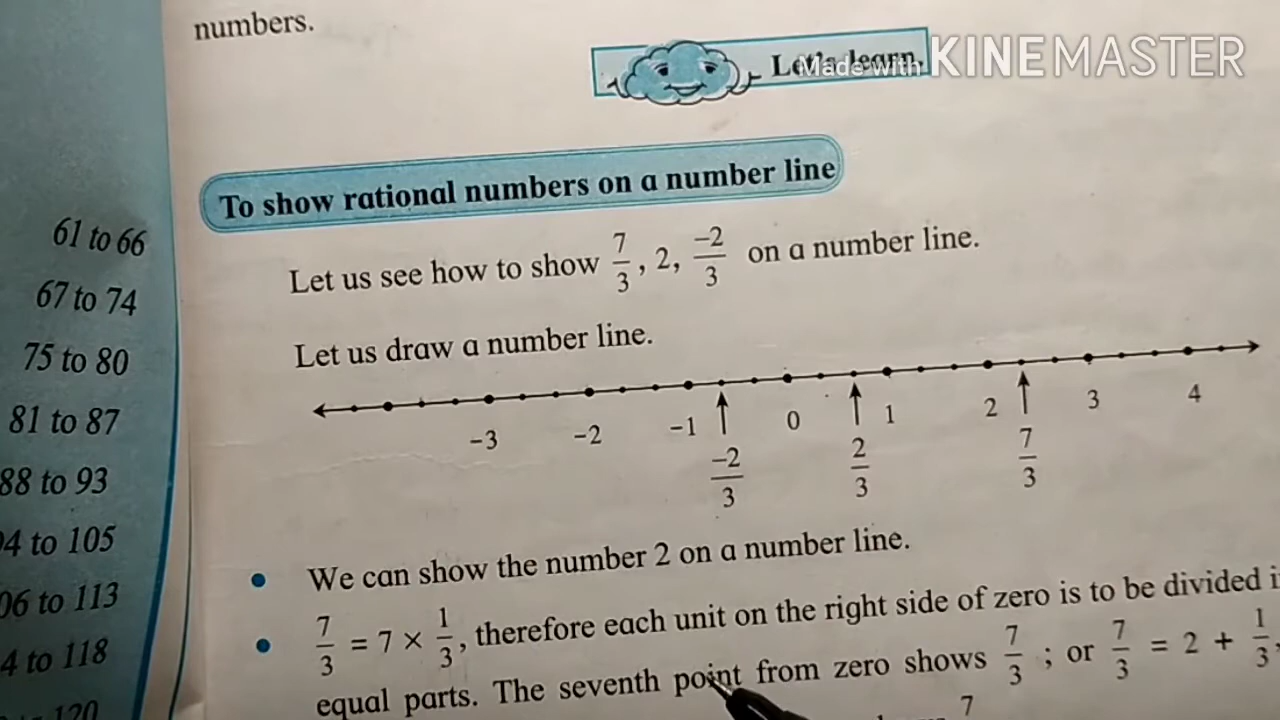 numbers.
Let's learn.
Made with KINEMASTER
To show rational numbers on a number line
61 to 66
67 to 74
75 to 80
81 to 87
88 to 93
4 to 105
06 to 113
4 to 118
120
Let us see how to show 7/3, 2, -2/3 on a number line.
Let us draw a number line.
-3 -2 -1 0 1 2 3 4
-2/3 2/3 7/3
• We can show the number 2 on a number line.
• 7/3 = 7 × 1/3, therefore each unit on the right side of zero is to be divided i
equal parts. The seventh point from zero shows 7/3 ; or 7/3 = 2 + 1/3,
7